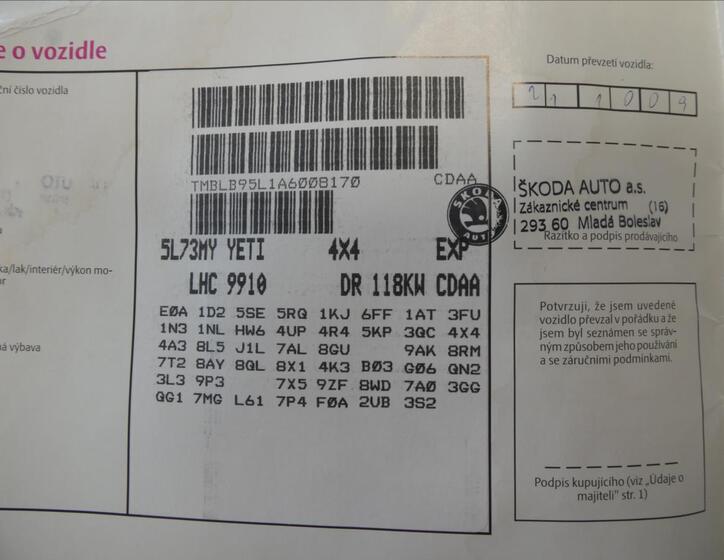 e o vozidle
ční číslo vozidla
ka/lak/interiér/výkon mo-
r
á výbava
TMBLB95L1A6008170 CDAA
5L73MY YETI 4X4 EXP
LHC 9910 DR 118KW CDAA
E0A 1D2 5SE 5RQ 1KJ 6FF 1AT 3FU
1N3 1NL HW6 4UP 4R4 5KP 3QC 4X4
4A3 8L5 J1L 7AL 8GU 9AK 8RM
7T2 8AY 8QL 8X1 4K3 B03 G06 QN2
3L3 9P3 7X5 9ZF 8WD 7A0 3GG
QG1 7MG L61 7P4 F0A 2UB 3S2
Datum převzetí vozidla:
21 1009
ŠKODA
AUTO
ŠKODA AUTO a.s.
Zákaznické centrum (16)
293 60 Mladá Boleslav
Razítko a podpis prodávajícího
Potvrzuji, že jsem uvedené
vozidlo převzal v pořádku a že
jsem byl seznámen se správ-
ným způsobem jeho používání
a se záručními podmínkami.
Podpis kupujícího (viz „Údaje o
majiteli" str. 1)